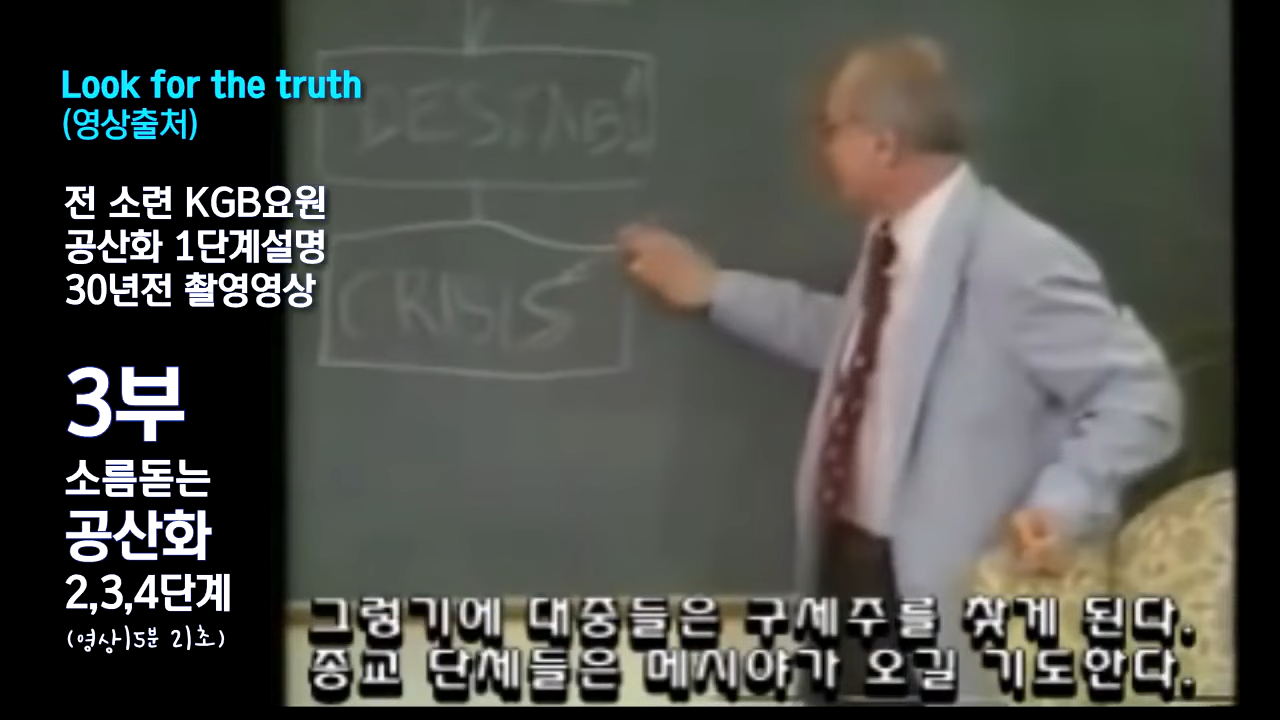 Look for the truth
(영상출처)
전 소련 KGB요원
공산화 1단계설명
30년전 촬영영상
3부
소름돋는
공산화
2,3,4단계
(영상15분 21초)
DESTAB!
CRISIS
그렇기에 대중들은 구세주를 찾게 된다.
종교 단체들은 메시아가 오길 기도한다.